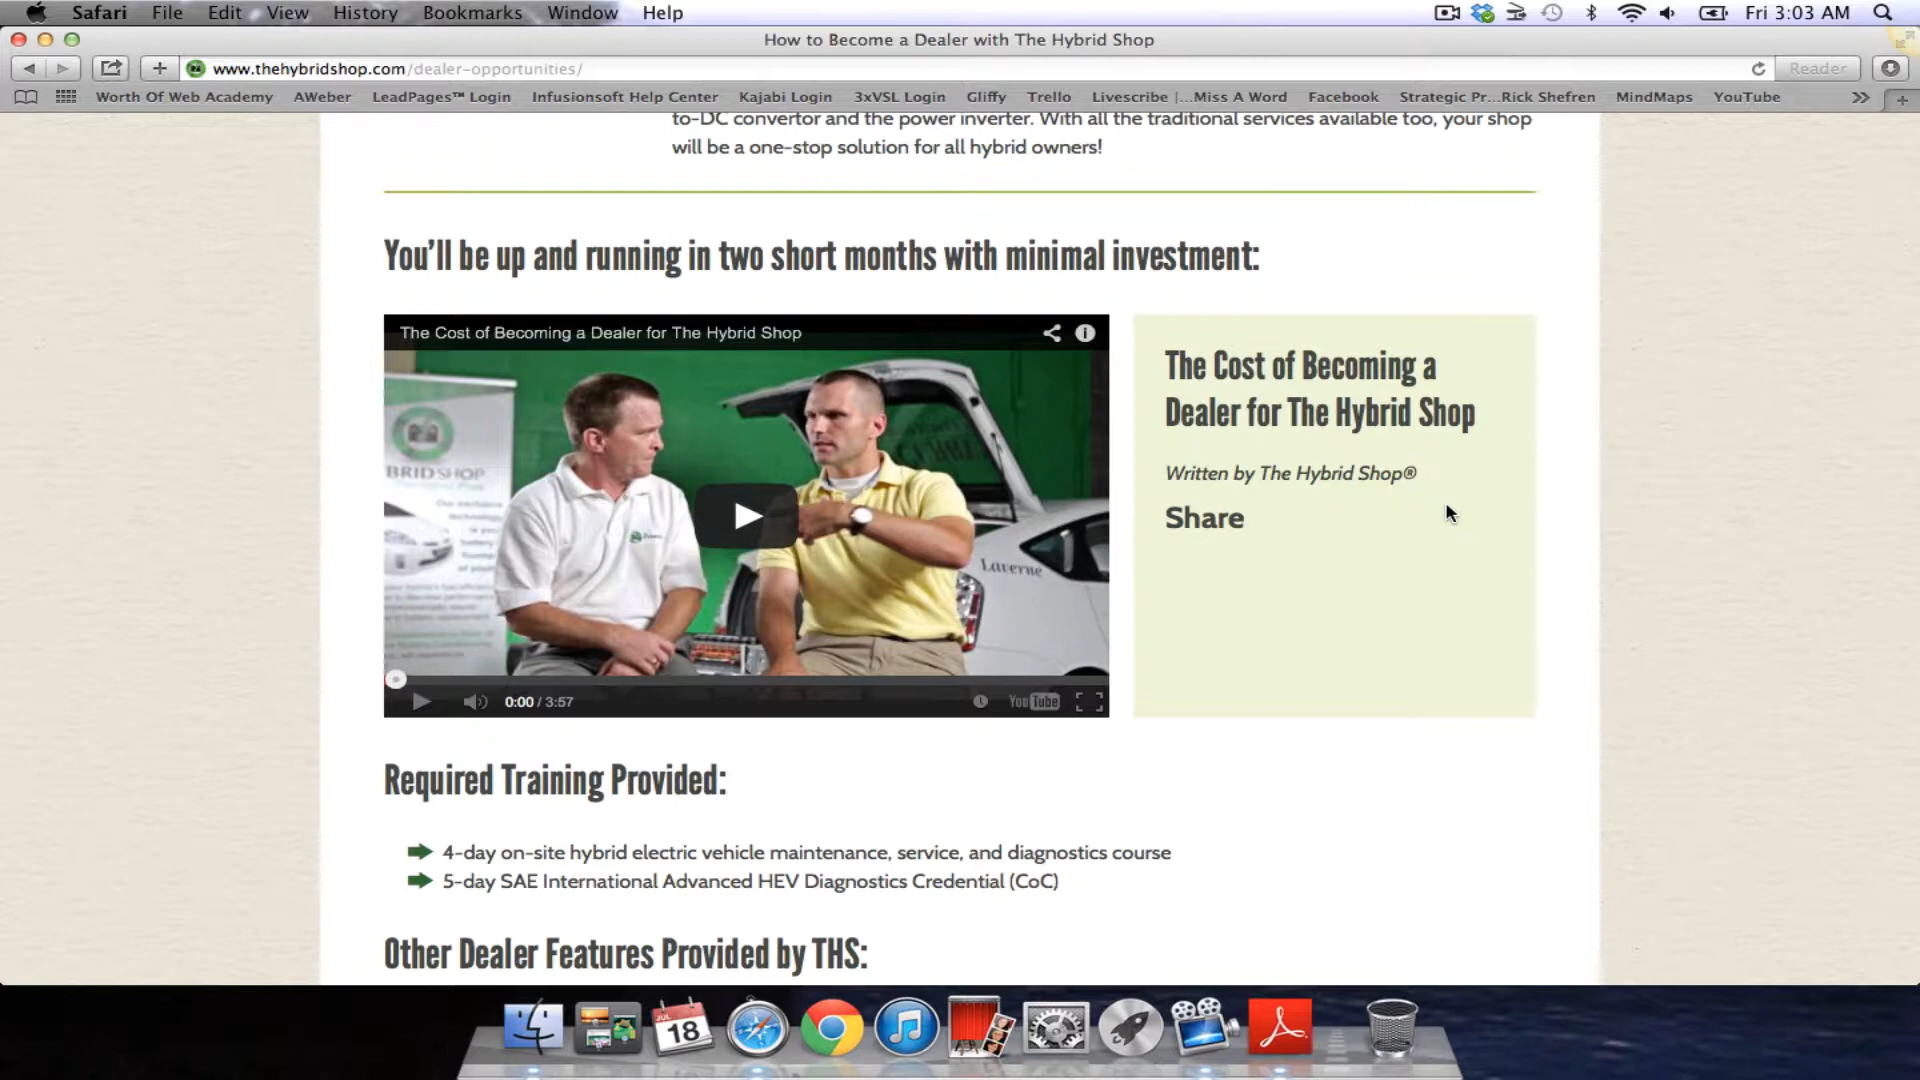 Safari File Edit View History Bookmarks Window Help Fri 3:03 AM
How to Become a Dealer with The Hybrid Shop
www.thehybridshop.com/dealer-opportunities/ Reader
Worth Of Web Academy AWeber LeadPages™ Login Infusionsoft Help Center Kajabi Login 3xVSL Login Gliffy Trello Livescribe |...Miss A Word Facebook Strategic Pr...Rick Shefren MindMaps YouTube
to-DC convertor and the power inverter. With all the traditional services available too, your shop
will be a one-stop solution for all hybrid owners!
You'll be up and running in two short months with minimal investment:
The Cost of Becoming a Dealer for The Hybrid Shop
BRID SHOP
Laverne
0:00 / 3:57 YouTube
The Cost of Becoming a
Dealer for The Hybrid Shop
Written by The Hybrid Shop®
Share
Required Training Provided:
4-day on-site hybrid electric vehicle maintenance, service, and diagnostics course
5-day SAE International Advanced HEV Diagnostics Credential (CoC)
Other Dealer Features Provided by THS:
JUL
18